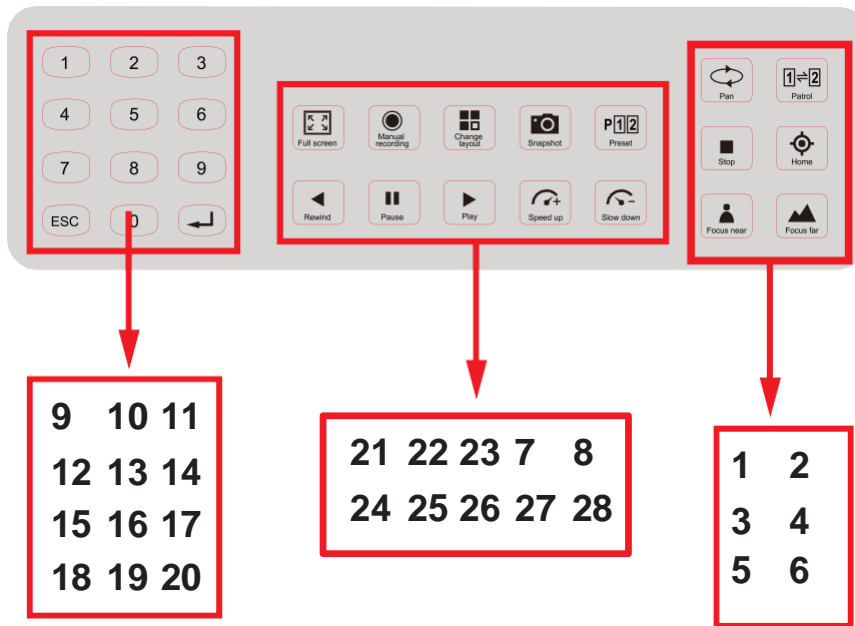 1 2 3
4 5 6
7 8 9
ESC 0
Full screen
Manual
recording
Change
layout
Snapshot
P12
Preset
Rewind
Pause
Play
+
Speed up
-
Slow down
Pan
1⇌2
Patrol
Stop
Home
Focus near
Focus far
9 10 11
12 13 14
15 16 17
18 19 20
21 22 23 7 8
24 25 26 27 28
1 2
3 4
5 6